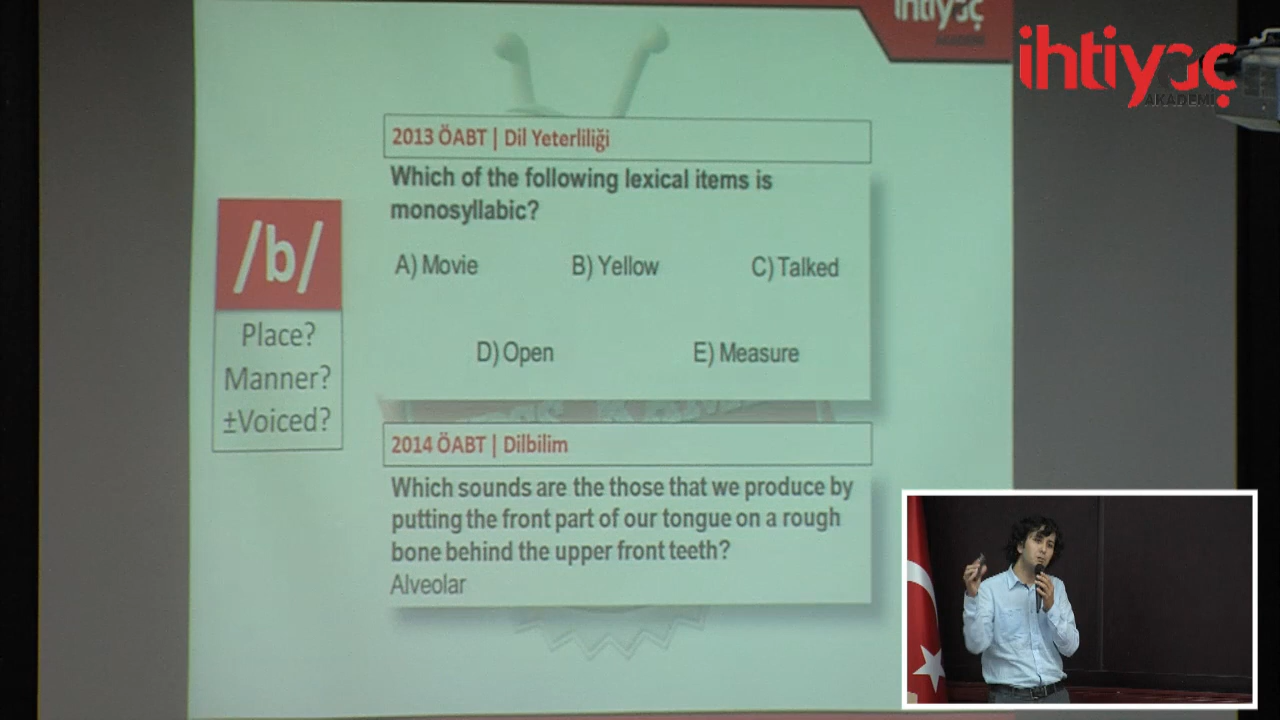 ihtiyaç
AKADEMİ
ihtiyaç
AKADEMİ
2013 ÖABT | Dil Yeterliliği
Which of the following lexical items is
monosyllabic?
A) Movie B) Yellow C) Talked
D) Open E) Measure
/b/
Place?
Manner?
±Voiced?
2014 ÖABT | Dilbilim
Which sounds are the those that we produce by
putting the front part of our tongue on a rough
bone behind the upper front teeth?
Alveolar